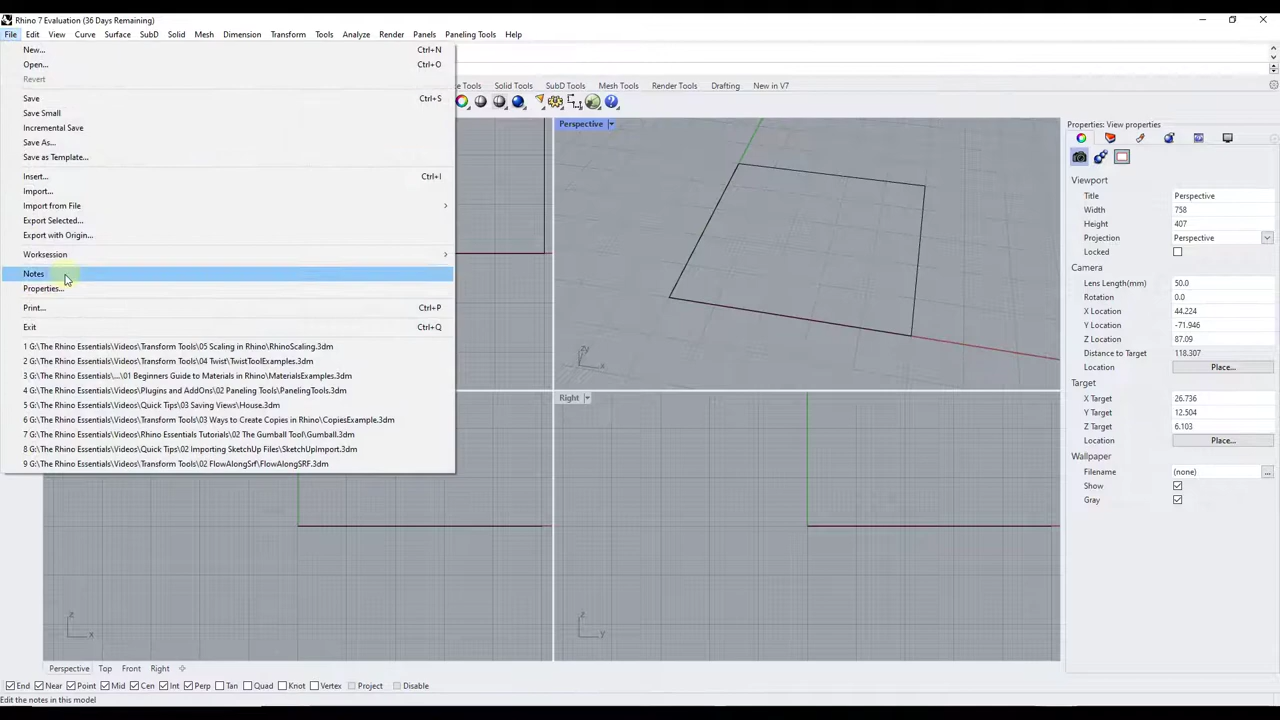 Rhino 7 Evaluation (36 Days Remaining)
File Edit View Curve Surface SubD Solid Mesh Dimension Transform Tools Analyze Render Panels Paneling Tools Help
New... Ctrl+N
Open... Ctrl+O
Revert
Save Ctrl+S
Save Small
Incremental Save
Save As...
Save as Template...
Insert... Ctrl+I
Import...
Import from File
Export Selected...
Export with Origin...
Worksession
Notes
Properties...
Print... Ctrl+P
Exit Ctrl+Q
1 G:\The Rhino Essentials\Videos\Transform Tools\05 Scaling in Rhino\RhinoScaling.3dm
2 G:\The Rhino Essentials\Videos\Transform Tools\04 Twist\TwistToolExamples.3dm
3 G:\The Rhino Essentials\...\01 Beginners Guide to Materials in Rhino\MaterialsExamples.3dm
4 G:\The Rhino Essentials\Videos\Plugins and AddOns\02 Paneling Tools\PanelingTools.3dm
5 G:\The Rhino Essentials\Videos\Quick Tips\03 Saving Views\House.3dm
6 G:\The Rhino Essentials\Videos\Transform Tools\03 Ways to Create Copies in Rhino\CopiesExample.3dm
7 G:\The Rhino Essentials\Videos\Rhino Essentials Tutorials\02 The Gumball Tool\Gumball.3dm
8 G:\The Rhino Essentials\Videos\Quick Tips\02 Importing SketchUp Files\SketchUpImport.3dm
9 G:\The Rhino Essentials\Videos\Transform Tools\02 FlowAlongSrf\FlowAlongSRF.3dm
e Tools Solid Tools SubD Tools Mesh Tools Render Tools Drafting New in V7
Perspective
z y
x
Right
z
x
z
y
Properties: View properties
Viewport
Title Perspective
Width 758
Height 407
Projection Perspective
Locked
Camera
Lens Length(mm) 50.0
Rotation 0.0
X Location 44.224
Y Location -71.946
Z Location 87.09
Distance to Target 118.307
Location Place...
Target
X Target 26.736
Y Target 12.504
Z Target 6.103
Location Place...
Wallpaper
Filename (none) ...
Show
Gray
Perspective Top Front Right
End Near Point Mid Cen Int Perp Tan Quad Knot Vertex Project Disable
Edit the notes in this model